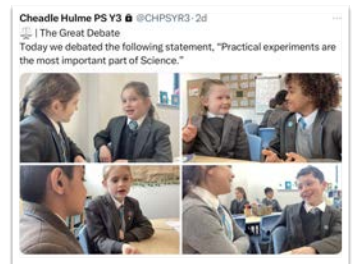 Cheadle Hulme PS Y3 @CHPSYR3 · 2d
| The Great Debate
Today we debated the following statement, “Practical experiments are
the most important part of Science.”